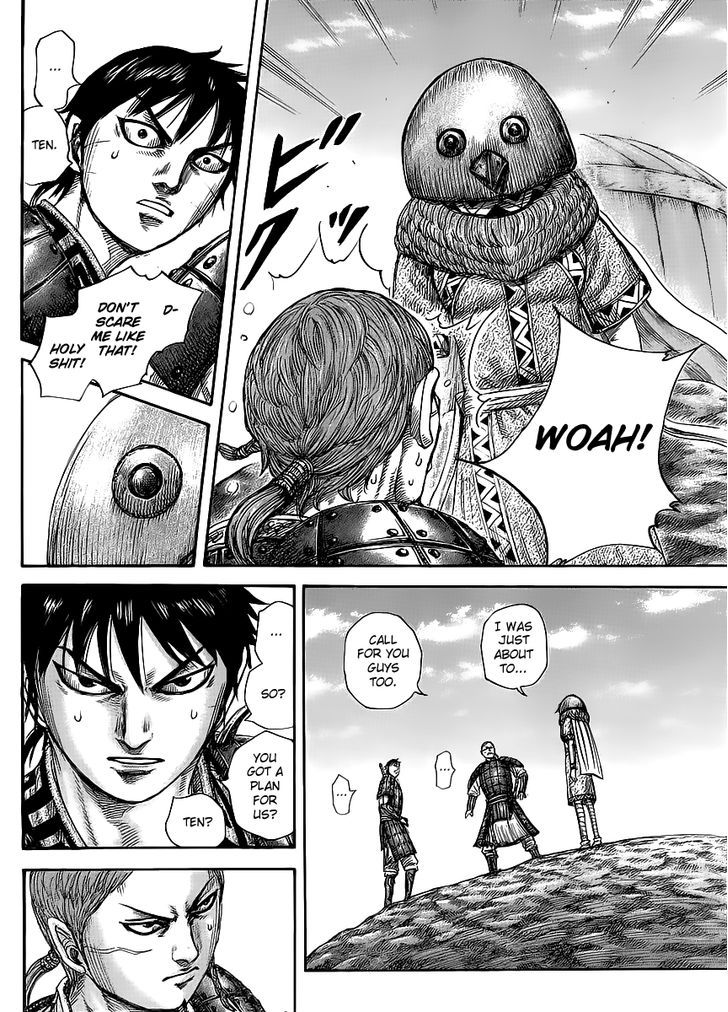 ビクッ
WOAH!
...
TEN.
D-
DON'T
SCARE
ME LIKE
THAT!
HOLY
SHIT!
I WAS
JUST
ABOUT
TO...
CALL
FOR YOU
GUYS
TOO.
...
...
...
SO?
YOU
GOT A
PLAN
FOR
US?
TEN?